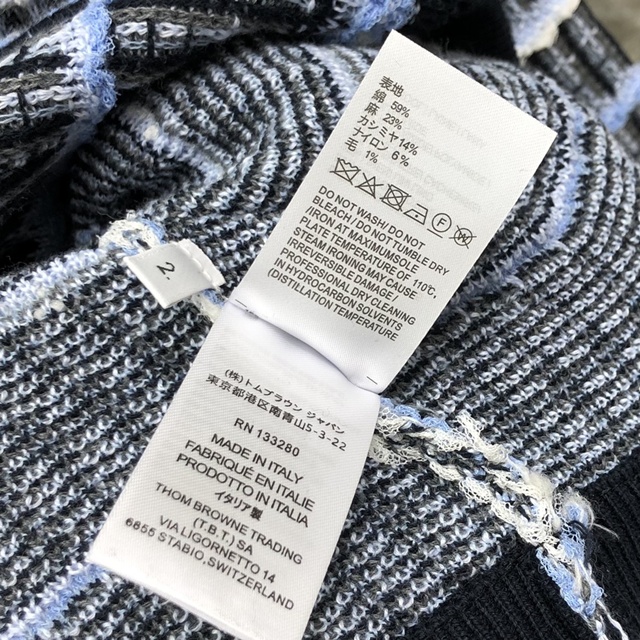 表地
綿 59%
麻 23%
カシミヤ 14%
ナイロン 6%
毛 1%
DO NOT WASH/DO NOT
BLEACH/DO NOT TUMBLE DRY
/IRON AT MAXIMUMSOLE
PLATE TEMPERATURE OF 110℃,
STEAM IRONING MAY CAUSE
IRREVERSIBLE DAMAGE/
PROFESSIONAL DRY CLEANING
IN HYDROCARBON SOLVENTS
(DISTILLATION TEMPERATURE
2
(株)トムブラウン ジャパン
東京都港区南青山5-3-22
RN 133280
MADE IN ITALY
FABRIQUÉ EN ITALIE
PRODOTTO IN ITALIA
イタリア製
THOM BROWNE TRADING
(T.B.T.) SA
VIA LIGORNETTO 14
6855 STABIO, SWITZERLAND